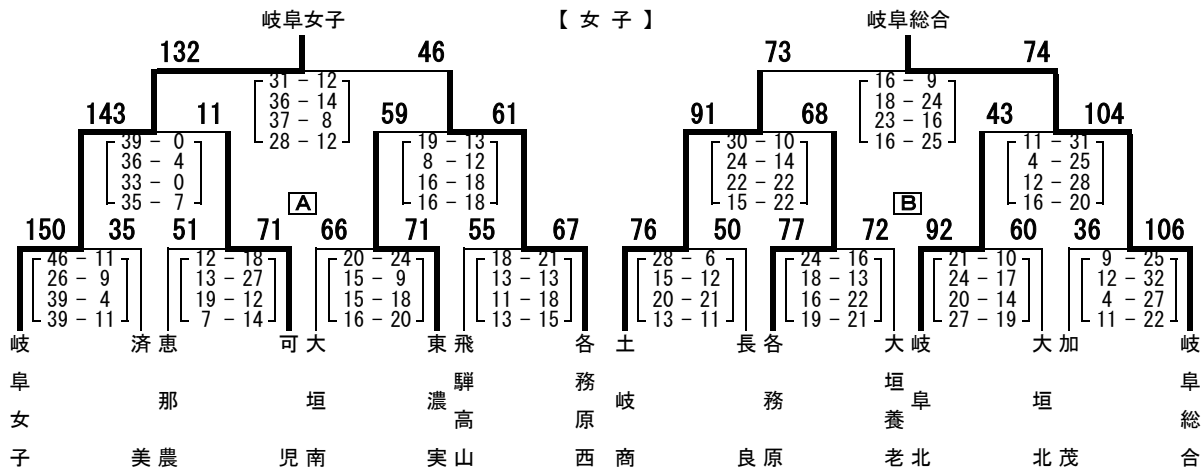 岐阜女子 【 女 子 】 岐阜総合
132 46 73 74
31 - 12 16 - 9
36 - 14 18 - 24
37 - 8 23 - 16
28 - 12 16 - 25
143 11 59 61 91 68 43 104
39 - 0 19 - 13 30 - 10 11 - 31
36 - 4 8 - 12 24 - 14 4 - 25
33 - 0 16 - 18 22 - 22 12 - 28
35 - 7 16 - 18 15 - 22 16 - 20
A B
150 35 51 71 66 71 55 67 76 50 77 72 92 60 36 106
46 - 11 12 - 18 20 - 24 18 - 21 28 - 6 24 - 16 21 - 10 9 - 25
26 - 9 13 - 27 15 - 9 13 - 13 15 - 12 18 - 13 24 - 17 12 - 32
39 - 4 19 - 12 15 - 18 11 - 18 20 - 21 16 - 22 20 - 14 4 - 27
39 - 11 7 - 14 16 - 20 13 - 15 13 - 11 19 - 21 27 - 19 11 - 22
岐阜女子
済美
恵那農
可児
大垣南
東濃実
飛騨高山
各務原西
土岐商
長良
各務原
大垣養老
岐阜北
大垣北
加茂
岐阜総合